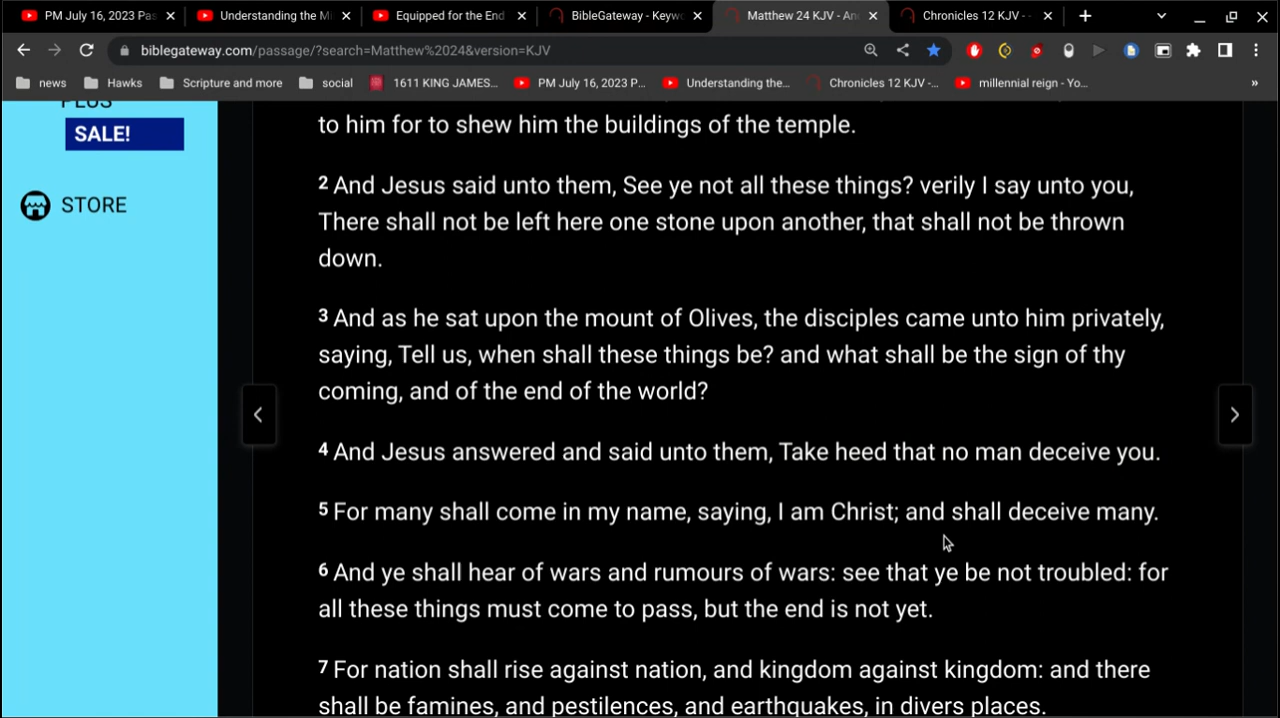 PM July 16, 2023 Pas
Understanding the Mi
Equipped for the End
BibleGateway - Keyw
Matthew 24 KJV - An
Chronicles 12 KJV -
biblegateway.com/passage/?search=Matthew%2024&version=KJV
news
Hawks
Scripture and more
social
1611 KING JAMES...
PM July 16, 2023 P...
Understanding the...
Chronicles 12 KJV -...
millennial reign - Yo...
»
PLUS
SALE!
STORE
to him for to shew him the buildings of the temple.
2 And Jesus said unto them, See ye not all these things? verily I say unto you,
There shall not be left here one stone upon another, that shall not be thrown
down.
3 And as he sat upon the mount of Olives, the disciples came unto him privately,
saying, Tell us, when shall these things be? and what shall be the sign of thy
coming, and of the end of the world?
4 And Jesus answered and said unto them, Take heed that no man deceive you.
5 For many shall come in my name, saying, I am Christ; and shall deceive many.
6 And ye shall hear of wars and rumours of wars: see that ye be not troubled: for
all these things must come to pass, but the end is not yet.
7 For nation shall rise against nation, and kingdom against kingdom: and there
shall be famines, and pestilences, and earthquakes, in divers places.